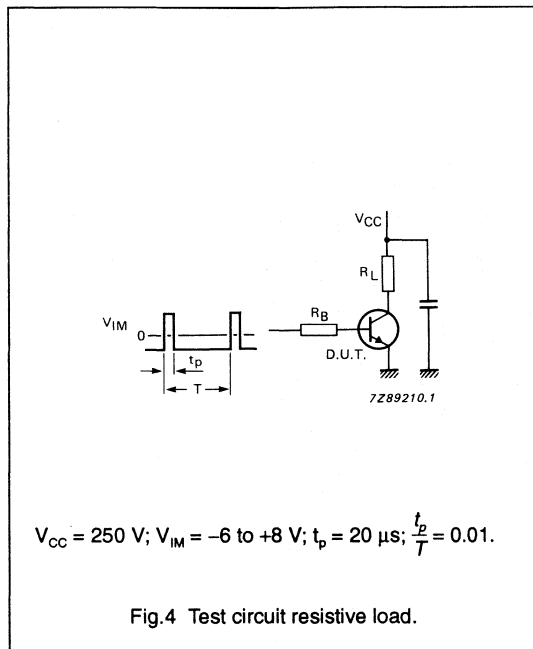 VCC
RL
RB
VIM
0
D.U.T.
tp
T
7Z89210.1
VCC = 250 V; VIM = −6 to +8 V; tp = 20 μs; tp/T = 0.01.
Fig.4 Test circuit resistive load.